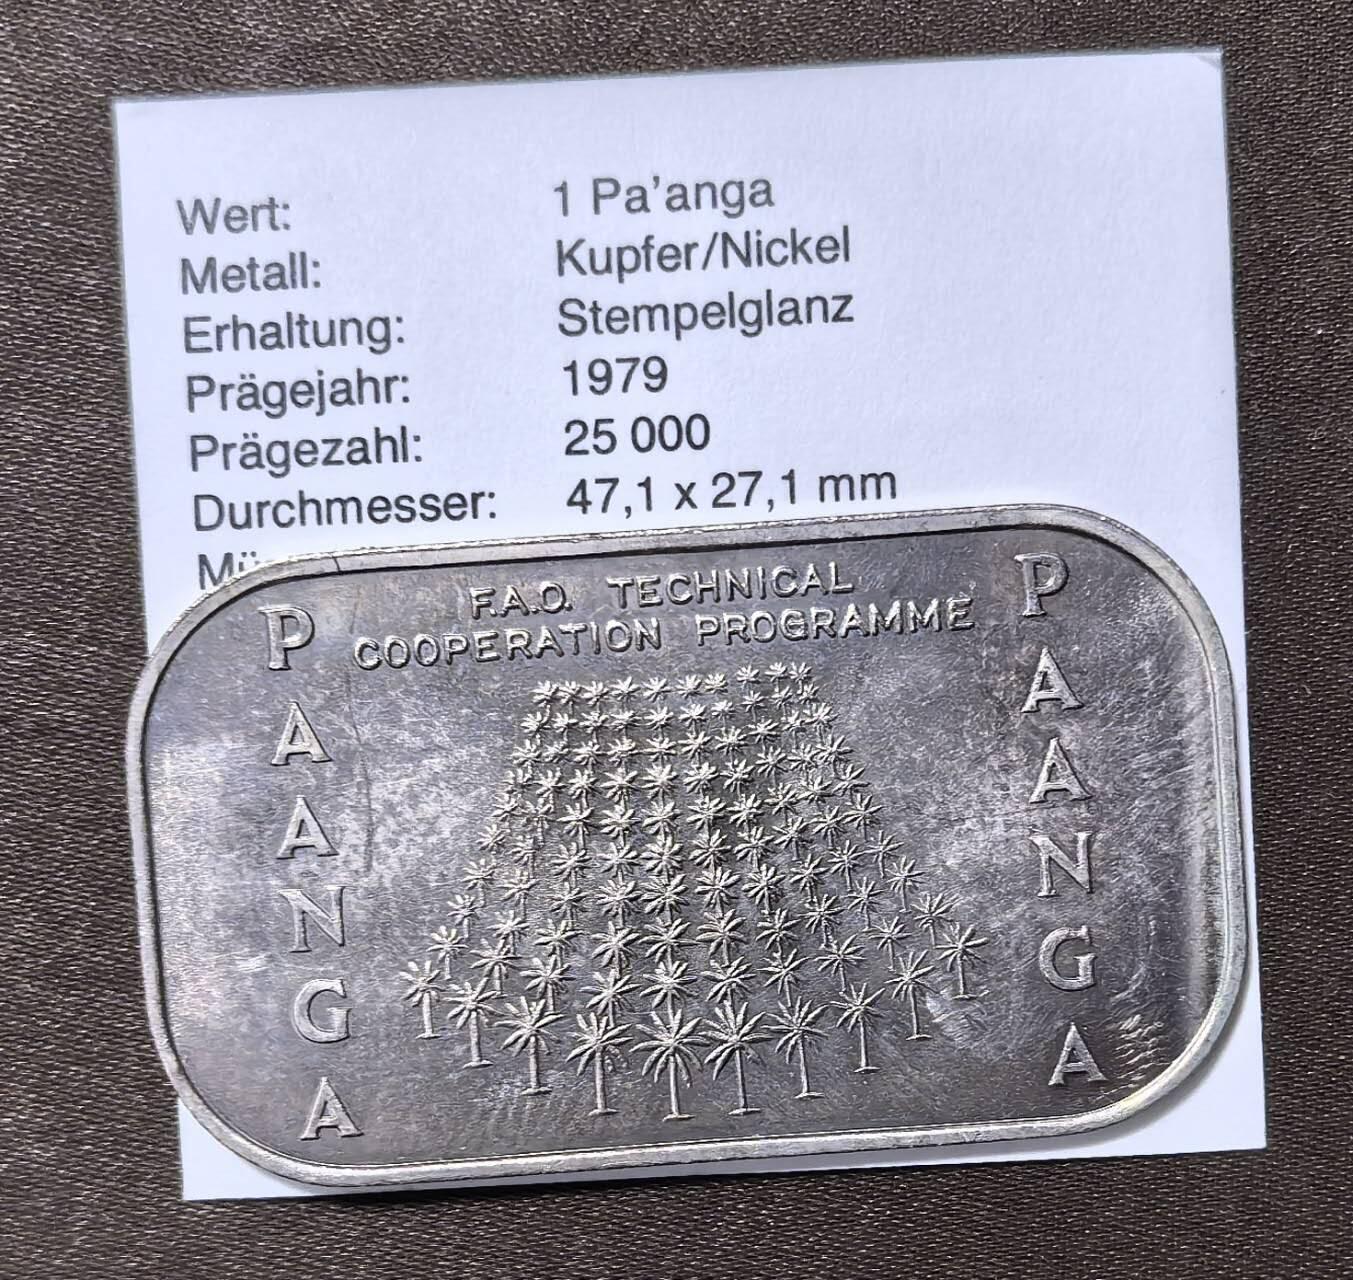 Wert: 1 Pa'anga
Metall: Kupfer/Nickel
Erhaltung: Stempelglanz
Prägejahr: 1979
Prägezahl: 25 000
Durchmesser: 47,1 x 27,1 mm
F.A.O. TECHNICAL
COOPERATION PROGRAMME
PAANGA
PAANGA